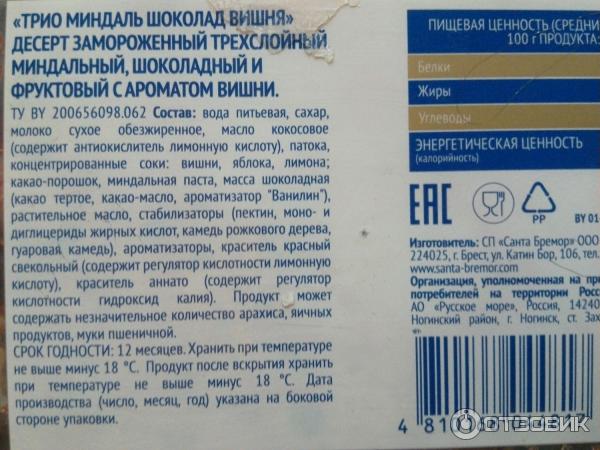 «ТРИО МИНДАЛЬ ШОКОЛАД ВИШНЯ»
ДЕСЕРТ ЗАМОРОЖЕННЫЙ ТРЕХСЛОЙНЫЙ
МИНДАЛЬНЫЙ, ШОКОЛАДНЫЙ И
ФРУКТОВЫЙ С АРОМАТОМ ВИШНИ.
ТУ BY 200656098.062 Состав: вода питьевая, сахар,
молоко сухое обезжиренное, масло кокосовое
(содержит антиокислитель лимонную кислоту), патока,
концентрированные соки: вишни, яблока, лимона;
какао-порошок, миндальная паста, масса шоколадная
(какао тертое, какао-масло, ароматизатор "Ванилин"),
растительное масло, стабилизаторы (пектин, моно- и
диглицериды жирных кислот, камедь рожкового дерева,
гуаровая камедь), ароматизаторы, краситель красный
свекольный (содержит регулятор кислотности лимонную
кислоту), краситель аннато (содержит регулятор
кислотности гидроксид калия). Продукт может
содержать незначительное количество арахиса, яичных
продуктов, муки пшеничной.
СРОК ГОДНОСТИ: 12 месяцев. Хранить при температуре
не выше минус 18 °С. Продукт после вскрытия хранить
при температуре не выше минус 18 °С. Дата
производства (число, месяц, год) указана на боковой
стороне упаковки.
ПИЩЕВАЯ ЦЕННОСТЬ (СРЕДНИ
100 г ПРОДУКТА:
Белки
Жиры
Углеводы
ЭНЕРГЕТИЧЕСКАЯ ЦЕННОСТЬ
(калорийность)
EAC
PP
BY 01-
Изготовитель: СП «Санта Бремор» ООО
224025, г. Брест, ул. Катин Бор, 106, тел.
www.santa-bremor.com
Организация, уполномоченная на при
потребителей на территории Росс
АО «Русское море», Россия, 14240
Ногинский район, г. Ногинск, ст. Зах
4 810
ОТЗОВИК